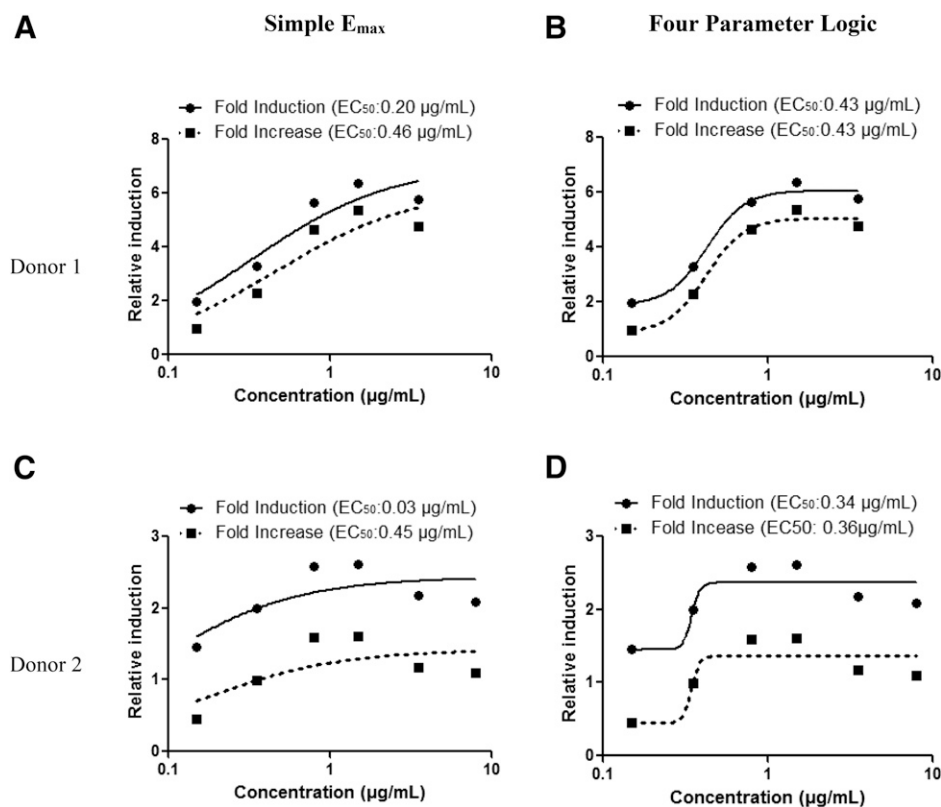 A
Simple Emax
B
Four Parameter Logic
Fold Induction (EC50:0.20 µg/mL)
Fold Increase (EC50:0.46 µg/mL)
Fold Induction (EC50:0.43 µg/mL)
Fold Increase (EC50:0.43 µg/mL)
Donor 1
Relative induction
8
6
4
2
0
0.1
1
10
Concentration (µg/mL)
Relative induction
8
6
4
2
0
0.1
1
10
Concentration (µg/mL)
C
D
Fold Induction (EC50:0.03 µg/mL)
Fold Increase (EC50:0.45 µg/mL)
Fold Induction (EC50:0.34 µg/mL)
Fold Incease (EC50: 0.36µg/mL)
Donor 2
Relative induction
3
2
1
0
0.1
1
10
Concentration (µg/mL)
Relative induction
3
2
1
0
0.1
1
10
Concentration (µg/mL)